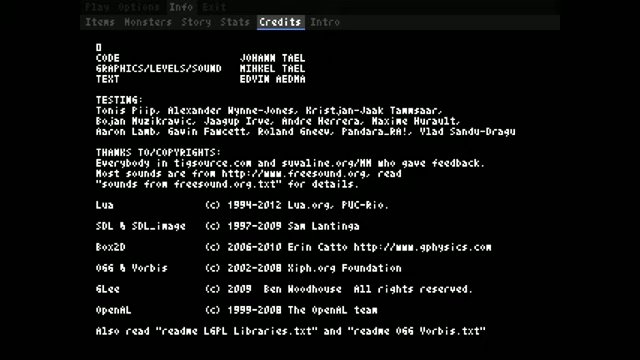 Play Options Info Exit
Items Monsters Story Stats Credits Intro
CODE JOHANN TAEL
GRAPHICS/LEVELS/SOUND MIHKEL TAEL
TEXT EDVIN AEDMA
TESTING:
Tonis Piip, Alexander Wynne-Jones, Kristjan-Jaak Tammsaar,
Bojan Muzikravic, Jaagup Irve, Andre Herrera, Maxime Hurault,
Aaron Lamb, Gavin Fawcett, Roland Gneev, Pandara_RA!, Vlad Sandu-Dragu
THANKS TO/COPYRIGHTS:
Everybody in tigsource.com and suvaline.org/MM who gave feedback.
Most sounds are from http://www.freesound.org, read
"sounds from freesound.org.txt" for details.
Lua (c) 1994-2012 Lua.org, PUC-Rio.
SDL & SDL_image (c) 1997-2009 Sam Lantinga
Box2D (c) 2006-2010 Erin Catto http://www.gphysics.com
OGG & Vorbis (c) 2002-2008 Xiph.org Foundation
GLee (c) 2009 Ben Woodhouse All rights reserved.
OpenAL (c) 1999-2008 The OpenAL team
Also read "readme LGPL Libraries.txt" and "readme OGG Vorbis.txt"